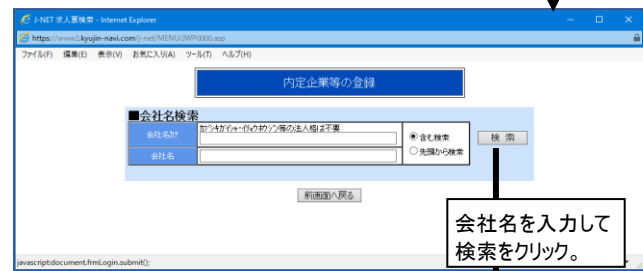 J-NET 求人票検索 - Internet Explorer
https://www2.kyujin-navi.com/j-net/MENU/JWP0000.asp
ファイル(F) 編集(E) 表示(V) お気に入り(A) ツール(T) ヘルプ(H)
内定企業等の登録
■会社名検索
会社名カナ
カブシキガイシャ・イリョウホウジン等の法人格は不要
会社名
含む検索
先頭から検索
検 索
前画面へ戻る
会社名を入力して
検索をクリック。
javascript:document.frmLogin.submit();